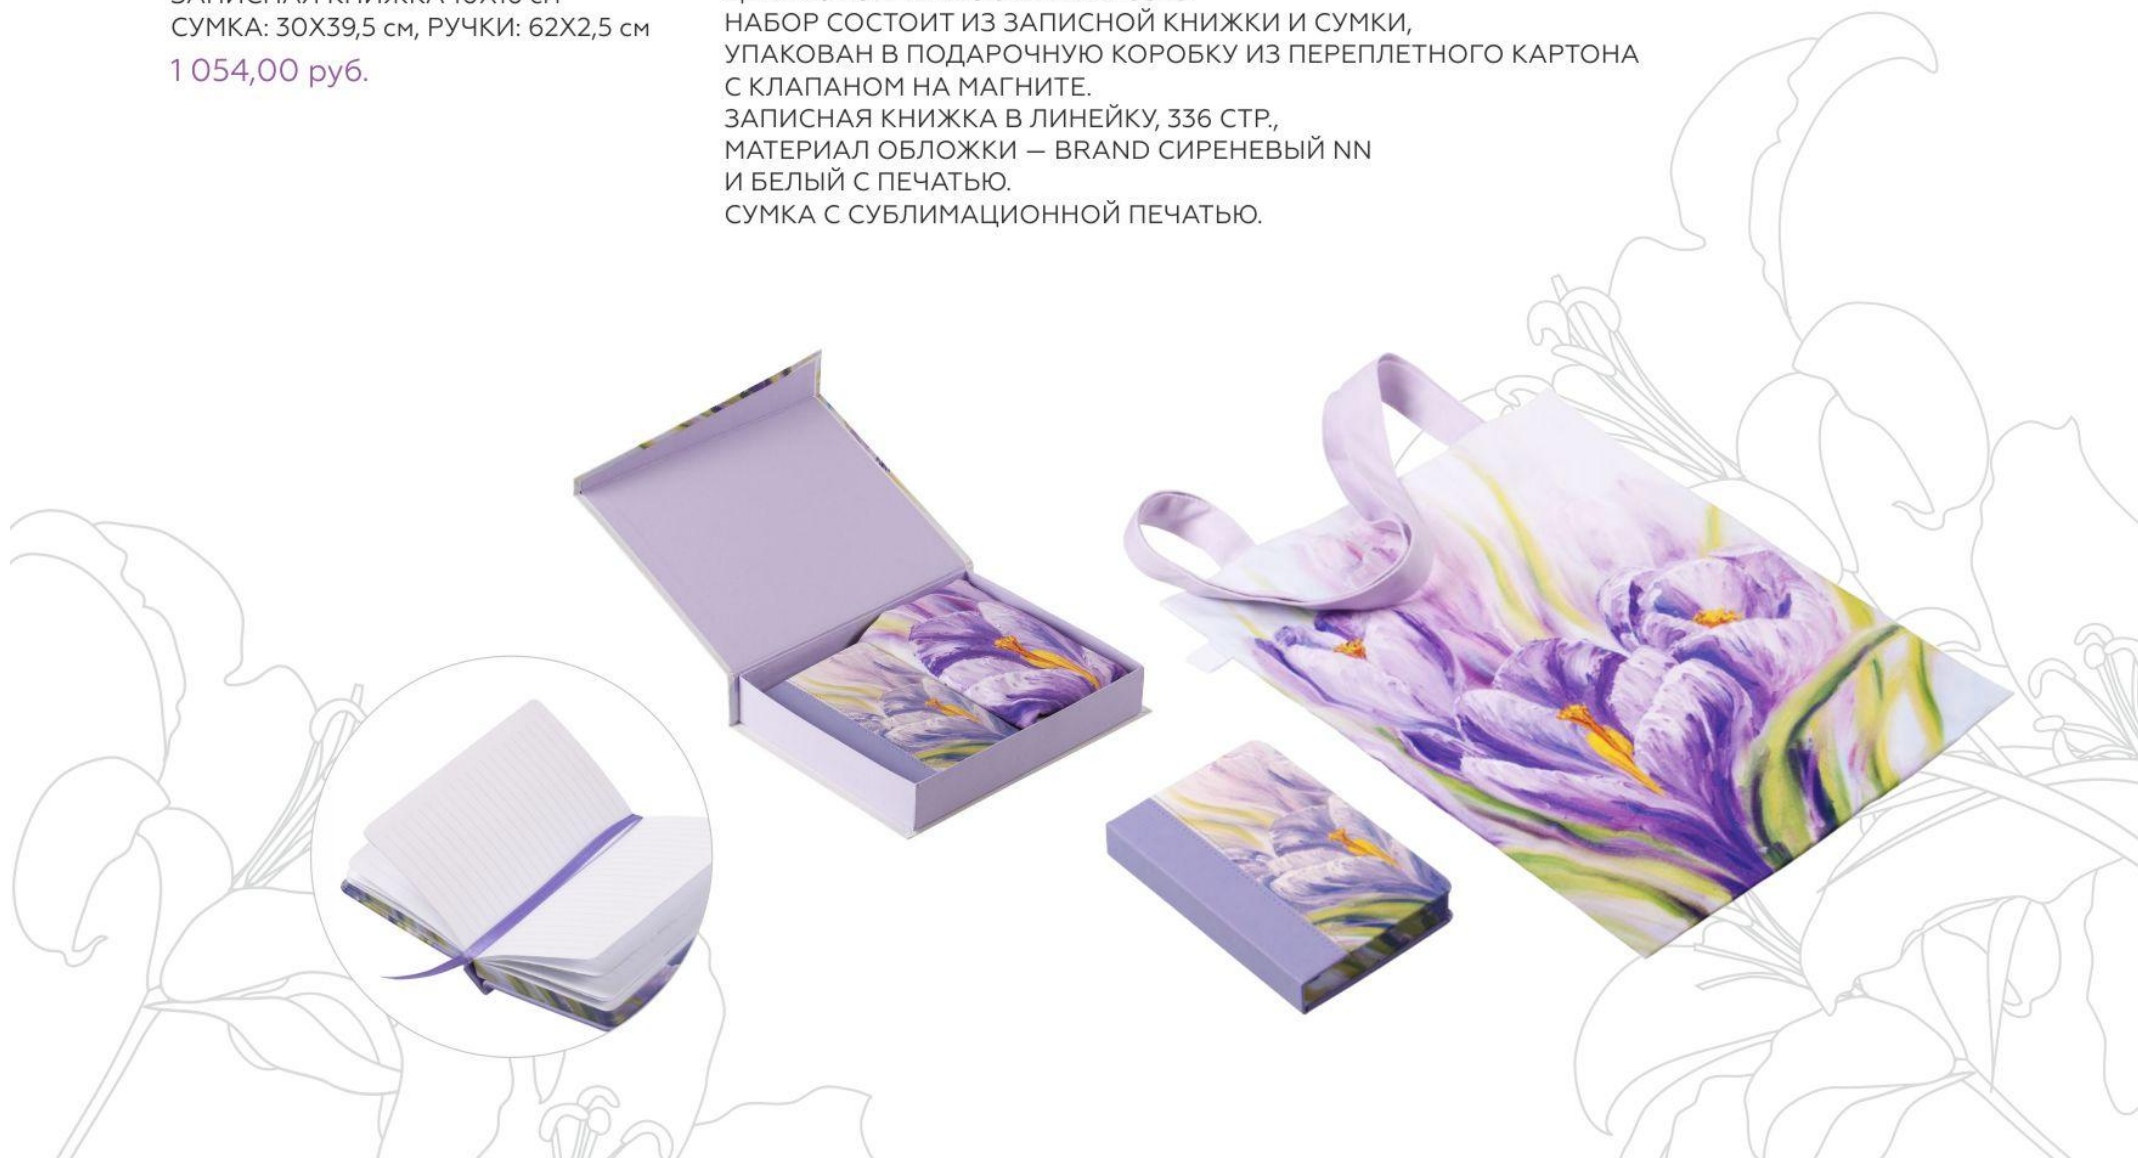 ЗАПИСНАЯ КНИЖКА
СУМКА: 30Х39,5 см, РУЧКИ: 62Х2,5 см
1 054,00 руб.
НАБОР СОСТОИТ ИЗ ЗАПИСНОЙ КНИЖКИ И СУМКИ,
УПАКОВАН В ПОДАРОЧНУЮ КОРОБКУ ИЗ ПЕРЕПЛЕТНОГО КАРТОНА
С КЛАПАНОМ НА МАГНИТЕ.
ЗАПИСНАЯ КНИЖКА В ЛИНЕЙКУ, 336 СТР.,
МАТЕРИАЛ ОБЛОЖКИ — BRAND СИРЕНЕВЫЙ NN
И БЕЛЫЙ С ПЕЧАТЬЮ.
СУМКА С СУБЛИМАЦИОННОЙ ПЕЧАТЬЮ.